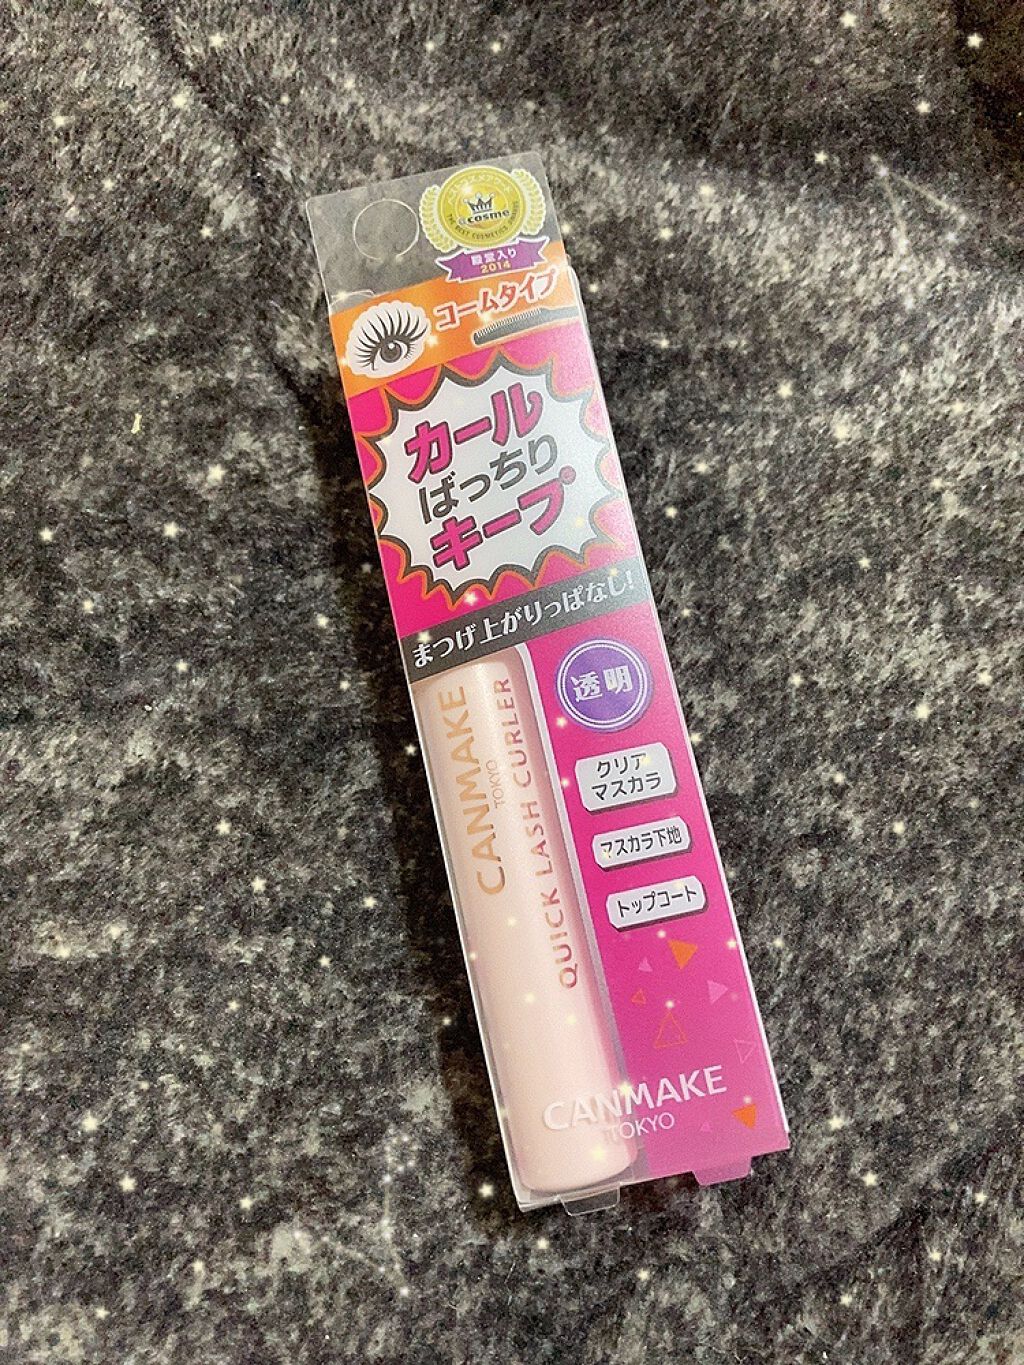 @cosme
THE BEST COSMETICS AWARDS
殿堂入り
2014
コームタイプ
カール
ばっちり
キープ
まつげ上がりっぱなし!
透明
クリア
マスカラ
マスカラ下地
トップコート
CANMAKE
TOKYO
QUICK LASH CURLER
CANMAKE
TOKYO